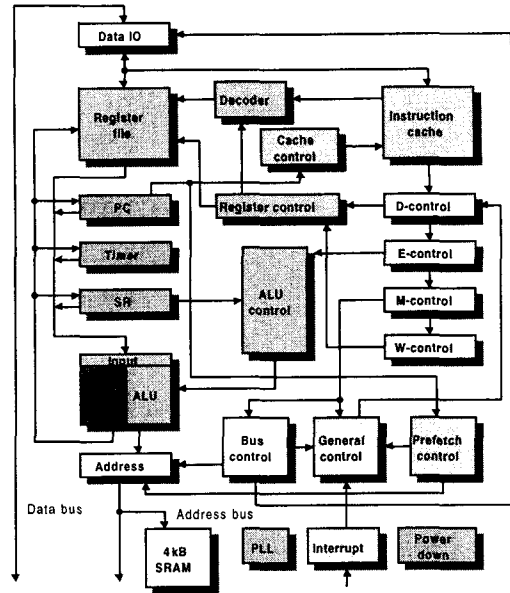 Data IO
Register
file
Decoder
Instruction
cache
Cache
control
PC
Register control
D-control
Timer
E-control
SR
ALU
control
M-control
W-control
Input
ALU
Bus
control
General
control
Prefetch
control
Address
Data bus
Address bus
4kB
SRAM
PLL
Interrupt
Power
down